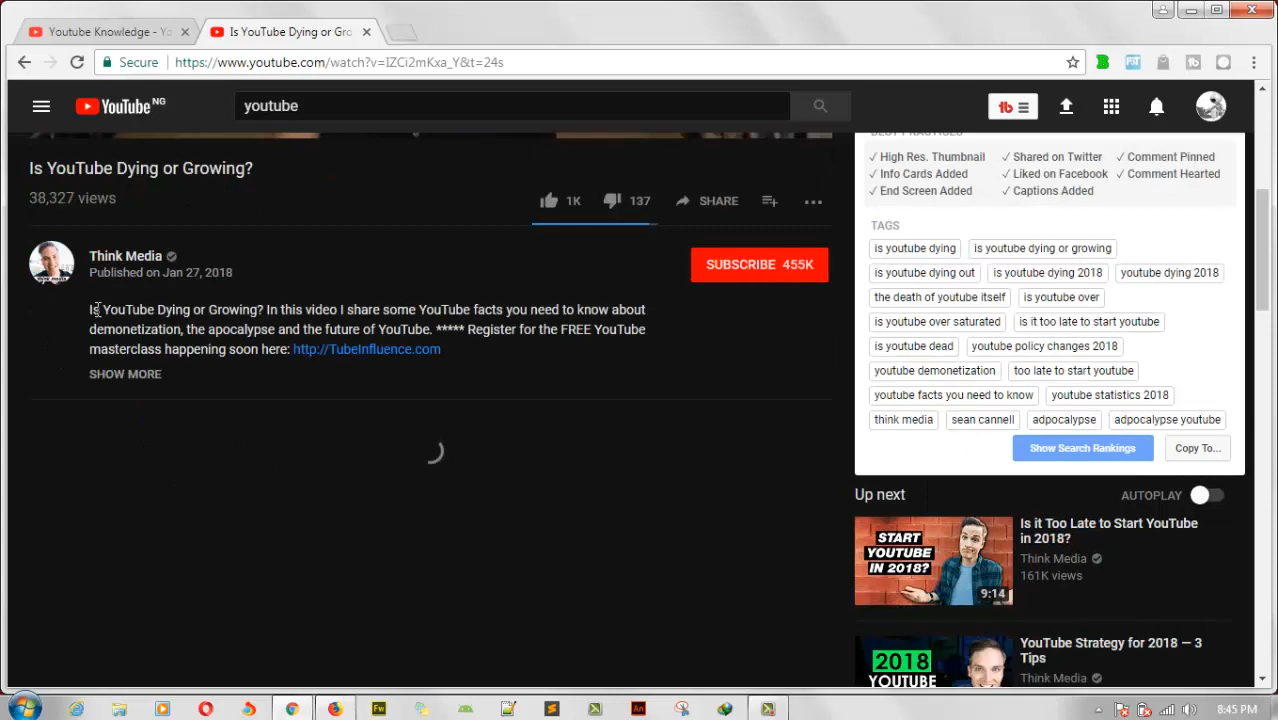 Youtube Knowledge - Yo
Is YouTube Dying or Gro
Secure https://www.youtube.com/watch?v=IZCi2mKxa_Y&t=24s
YouTube NG
youtube
tb
Is YouTube Dying or Growing?
38,327 views
1K
137
SHARE
Think Media
Published on Jan 27, 2018
SUBSCRIBE 455K
Is YouTube Dying or Growing? In this video I share some YouTube facts you need to know about
demonetization, the apocalypse and the future of YouTube. ***** Register for the FREE YouTube
masterclass happening soon here: http://TubeInfluence.com
SHOW MORE
BEST PRACTICES
✓ High Res. Thumbnail ✓ Shared on Twitter ✓ Comment Pinned
✓ Info Cards Added ✓ Liked on Facebook ✓ Comment Hearted
✓ End Screen Added ✓ Captions Added
TAGS
is youtube dying is youtube dying or growing
is youtube dying out is youtube dying 2018 youtube dying 2018
the death of youtube itself is youtube over
is youtube over saturated is it too late to start youtube
is youtube dead youtube policy changes 2018
youtube demonetization too late to start youtube
youtube facts you need to know youtube statistics 2018
think media sean cannell adpocalypse adpocalypse youtube
Show Search Rankings Copy To...
Up next
AUTOPLAY
START
YOUTUBE
IN 2018?
9:14
Is it Too Late to Start YouTube
in 2018?
Think Media
161K views
2018
YOUTUBE
YouTube Strategy for 2018 — 3
Tips
Think Media
Fw
An
8:45 PM